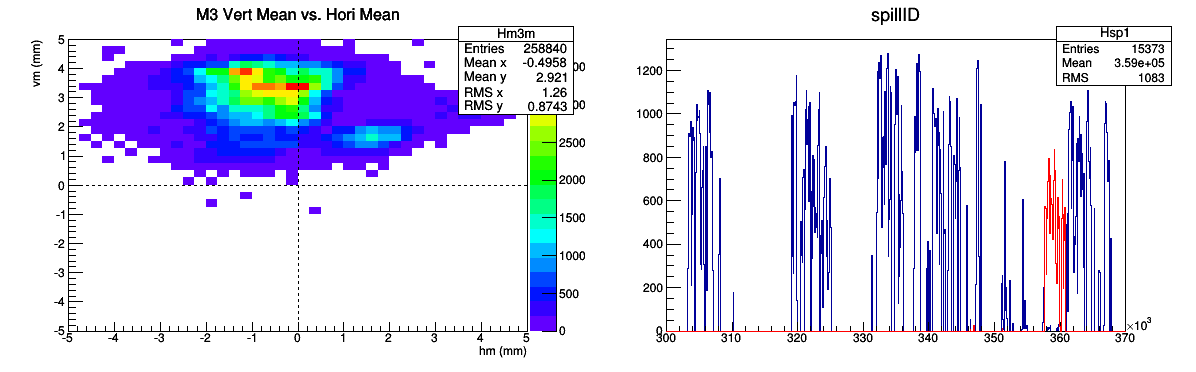 M3 Vert Mean vs. Hori Mean
vm (mm)
Hm3m
Entries 258840
Mean x -0.4958
Mean y 2.921
RMS x 1.26
RMS y 0.8743
5
4
3
2
1
0
-1
-2
-3
-4
-5
-5 -4 -3 -2 -1 0 1 2 3 4 5
hm (mm)
00
00
2500
2000
1500
1000
500
0
spillID
Hsp1
Entries 15373
Mean 3.59e+05
RMS 1083
1200
1000
800
600
400
200
0
300 310 320 330 340 350 360 370
×10³